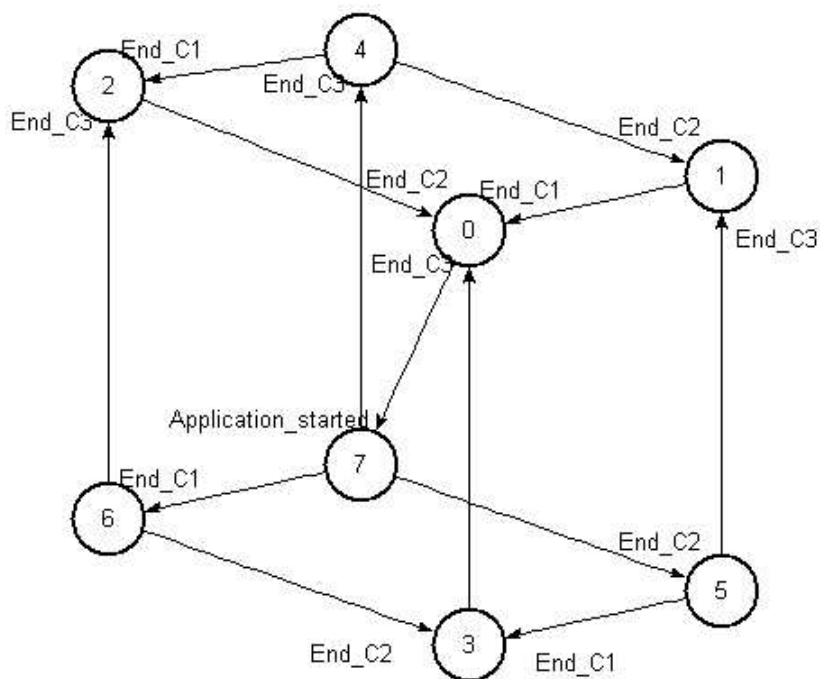 4
End_C1
2
End_C3
End_C3
End_C2
1
End_C2
End_C1
0
End_C3
End_C3
Application_started
7
End_C1
6
End_C2
5
3
End_C2
End_C1